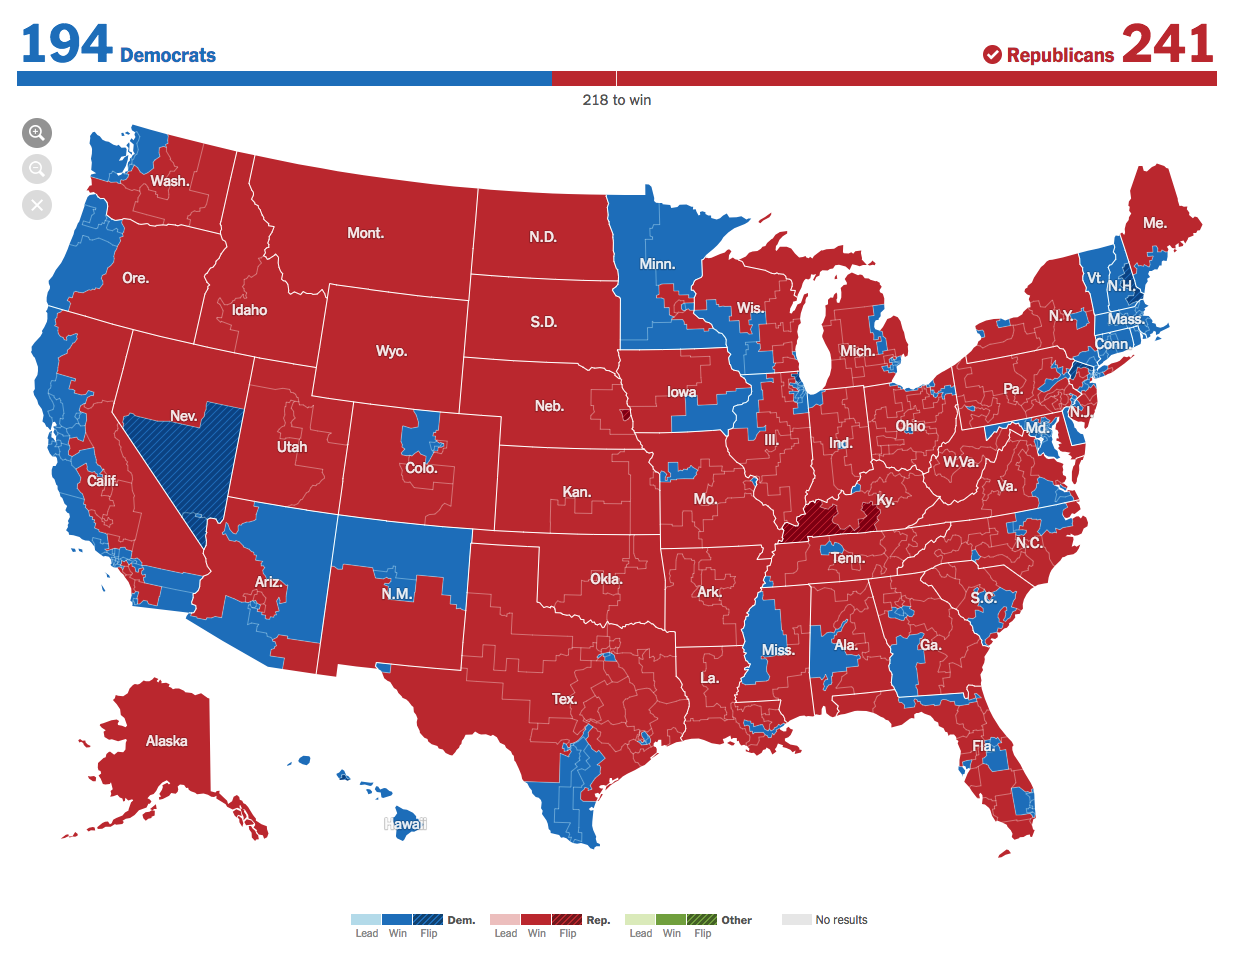 194 Democrats
Republicans 241
218 to win
Wash.
Mont.
N.D.
Minn.
Me.
Ore.
Idaho
S.D.
Wis.
Vt.
N.H.
N.Y.
Mass.
Wyo.
Mich.
Conn.
Nev.
Neb.
Iowa
Pa.
N.J.
Utah
Colo.
Ill.
Ind.
Ohio
Md.
Calif.
Kan.
Mo.
W.Va.
Ky.
Va.
Ariz.
N.M.
Okla.
Ark.
Tenn.
N.C.
S.C.
Miss.
Ala.
Ga.
Tex.
La.
Alaska
Fla.
Hawaii
Dem. Rep. Other No results
Lead Win Flip Lead Win Flip Lead Win Flip